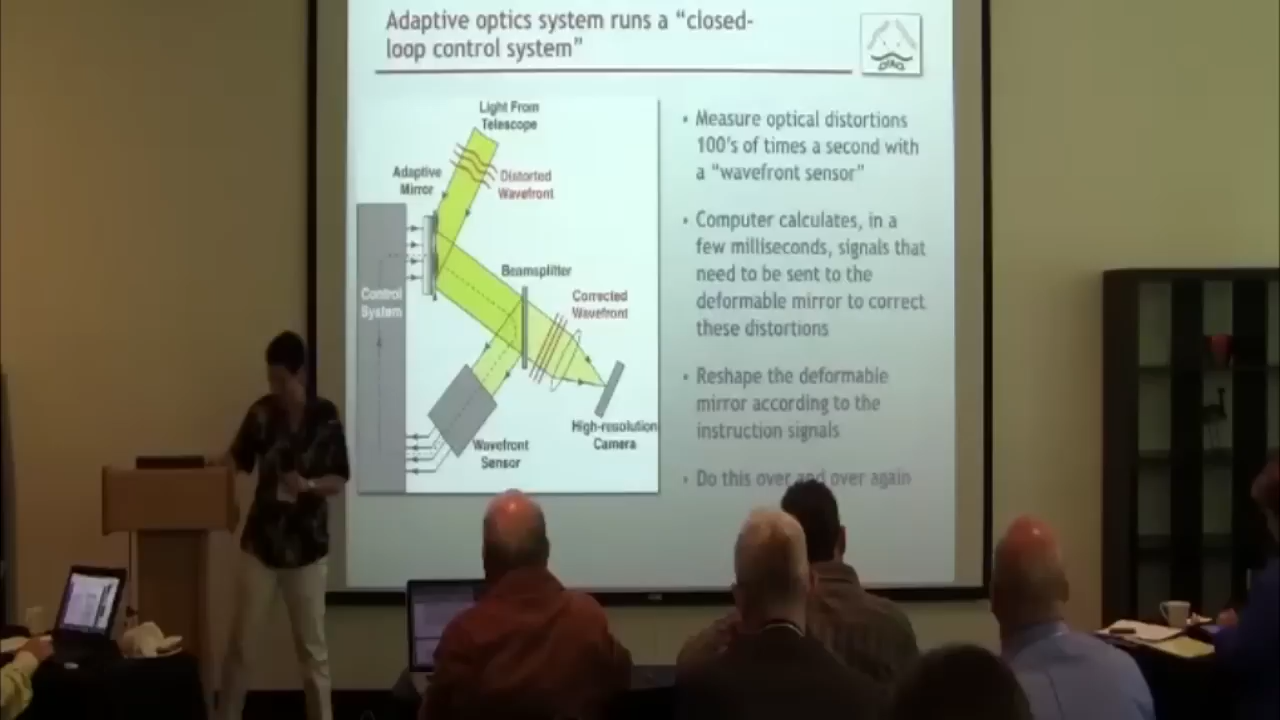 Adaptive optics system runs a “closed-
loop control system”
Light From
Telescope
Adaptive
Mirror
Distorted
Wavefront
Beamsplitter
Corrected
Wavefront
Control
System
High-resolution
Camera
Wavefront
Sensor
• Measure optical distortions
100’s of times a second with
a “wavefront sensor”
• Computer calculates, in a
few milliseconds, signals that
need to be sent to the
deformable mirror to correct
these distortions
• Reshape the deformable
mirror according to the
instruction signals
• Do this over and over again